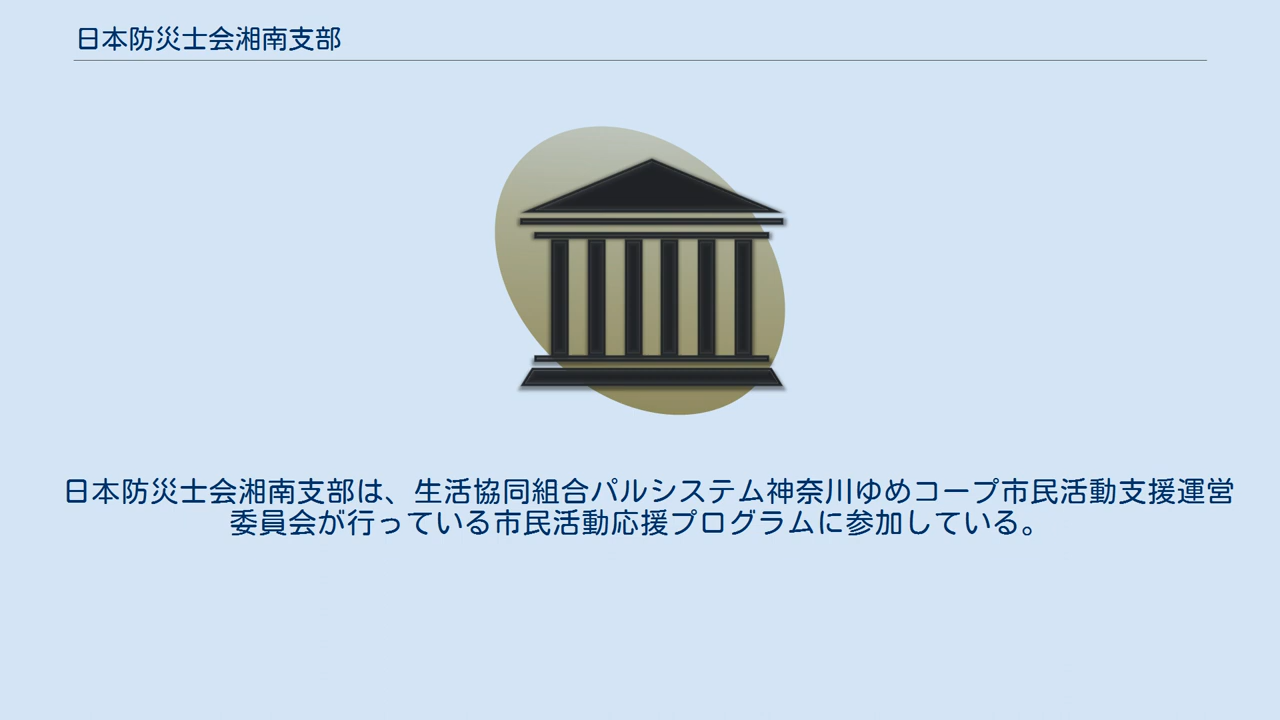 日本防災士会湘南支部
日本防災士会湘南支部は、生活協同組合パルシステム神奈川ゆめコープ市民活動支援運営
委員会が行っている市民活動応援プログラムに参加している。